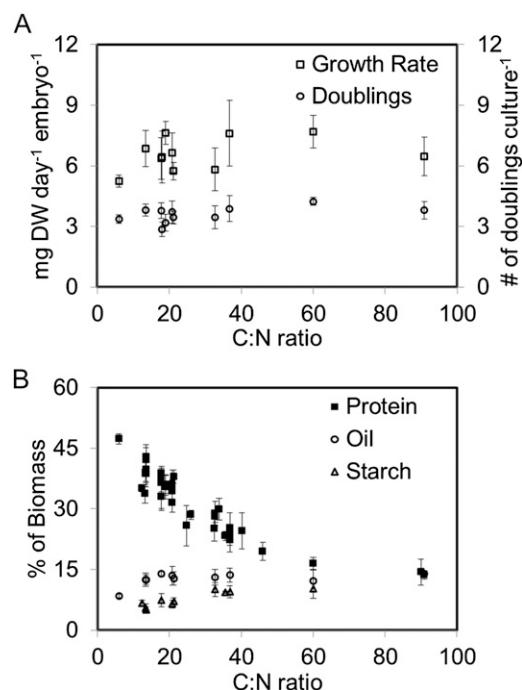 A
mg DW day⁻¹ embryo⁻¹
12
9
6
3
0
Growth Rate
Doublings
12
9
6
3
0
# of doublings culture⁻¹
0 20 40 60 80 100
C:N ratio
B
% of Biomass
60
45
30
15
0
Protein
Oil
Starch
0 20 40 60 80 100
C:N ratio